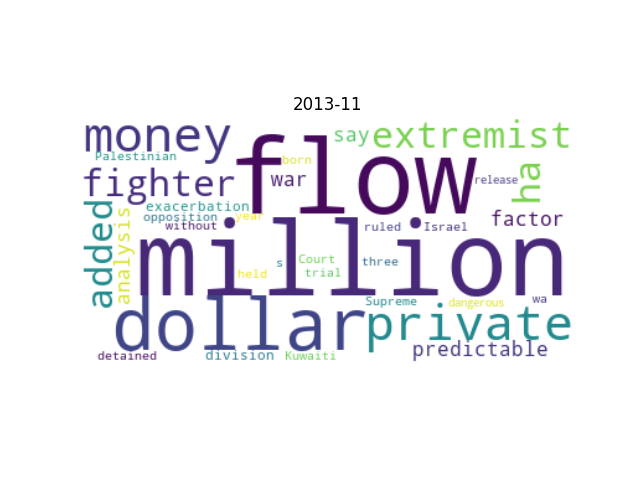 2013-11
money
flow
say
extremist
Palestinian
born
fighter
war
release
ha
exacerbation
opposition
year
factor
without
added
analysis
million
ruled
Israel
s
Court
three
held
trial
dollar
Supreme
dangerous
wa
private
predictable
detained
division
Kuwaiti